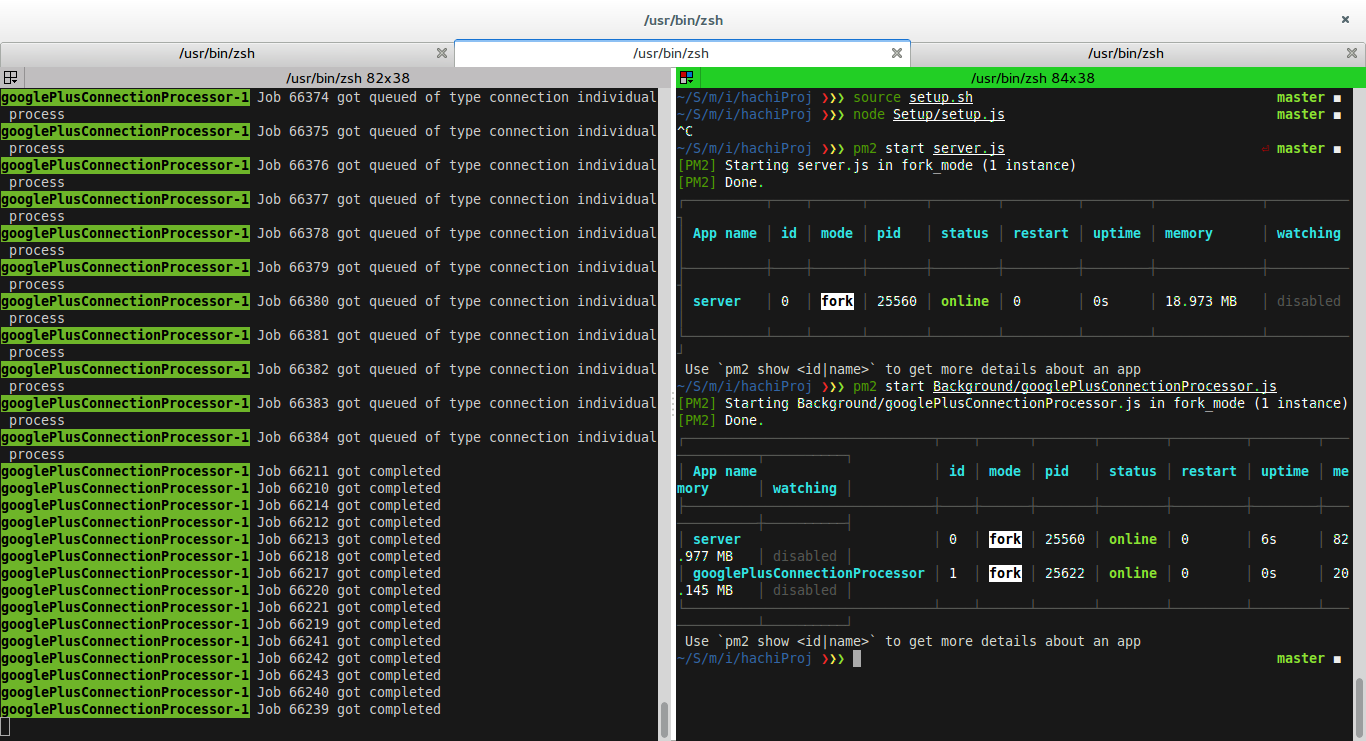 /usr/bin/zsh
/usr/bin/zsh
/usr/bin/zsh
/usr/bin/zsh
/usr/bin/zsh 82x38
googlePlusConnectionProcessor-1 Job 66374 got queued of type connection individual
process
googlePlusConnectionProcessor-1 Job 66375 got queued of type connection individual
process
googlePlusConnectionProcessor-1 Job 66376 got queued of type connection individual
process
googlePlusConnectionProcessor-1 Job 66377 got queued of type connection individual
process
googlePlusConnectionProcessor-1 Job 66378 got queued of type connection individual
process
googlePlusConnectionProcessor-1 Job 66379 got queued of type connection individual
process
googlePlusConnectionProcessor-1 Job 66380 got queued of type connection individual
process
googlePlusConnectionProcessor-1 Job 66381 got queued of type connection individual
process
googlePlusConnectionProcessor-1 Job 66382 got queued of type connection individual
process
googlePlusConnectionProcessor-1 Job 66383 got queued of type connection individual
process
googlePlusConnectionProcessor-1 Job 66384 got queued of type connection individual
process
googlePlusConnectionProcessor-1 Job 66211 got completed
googlePlusConnectionProcessor-1 Job 66210 got completed
googlePlusConnectionProcessor-1 Job 66214 got completed
googlePlusConnectionProcessor-1 Job 66212 got completed
googlePlusConnectionProcessor-1 Job 66213 got completed
googlePlusConnectionProcessor-1 Job 66218 got completed
googlePlusConnectionProcessor-1 Job 66217 got completed
googlePlusConnectionProcessor-1 Job 66220 got completed
googlePlusConnectionProcessor-1 Job 66221 got completed
googlePlusConnectionProcessor-1 Job 66219 got completed
googlePlusConnectionProcessor-1 Job 66241 got completed
googlePlusConnectionProcessor-1 Job 66242 got completed
googlePlusConnectionProcessor-1 Job 66243 got completed
googlePlusConnectionProcessor-1 Job 66240 got completed
googlePlusConnectionProcessor-1 Job 66239 got completed
/usr/bin/zsh 84x38
~/S/m/i/hachiProj ❯❯❯ source setup.sh master ◼
~/S/m/i/hachiProj ❯❯❯ node Setup/setup.js master ◼
^C
~/S/m/i/hachiProj ❯❯❯ pm2 start server.js ⏎ master ◼
[PM2] Starting server.js in fork_mode (1 instance)
[PM2] Done.
│ App name │ id │ mode │ pid │ status │ restart │ uptime │ memory │ watching
│ server │ 0 │ fork │ 25560 │ online │ 0 │ 0s │ 18.973 MB │ disabled
Use `pm2 show <id|name>` to get more details about an app
~/S/m/i/hachiProj ❯❯❯ pm2 start Background/googlePlusConnectionProcessor.js
[PM2] Starting Background/googlePlusConnectionProcessor.js in fork_mode (1 instance)
[PM2] Done.
│ App name │ id │ mode │ pid │ status │ restart │ uptime │ me
mory │ watching │
│ server │ 0 │ fork │ 25560 │ online │ 0 │ 6s │ 82
.977 MB │ disabled │
│ googlePlusConnectionProcessor │ 1 │ fork │ 25622 │ online │ 0 │ 0s │ 20
.145 MB │ disabled │
Use `pm2 show <id|name>` to get more details about an app
~/S/m/i/hachiProj ❯❯❯ master ◼